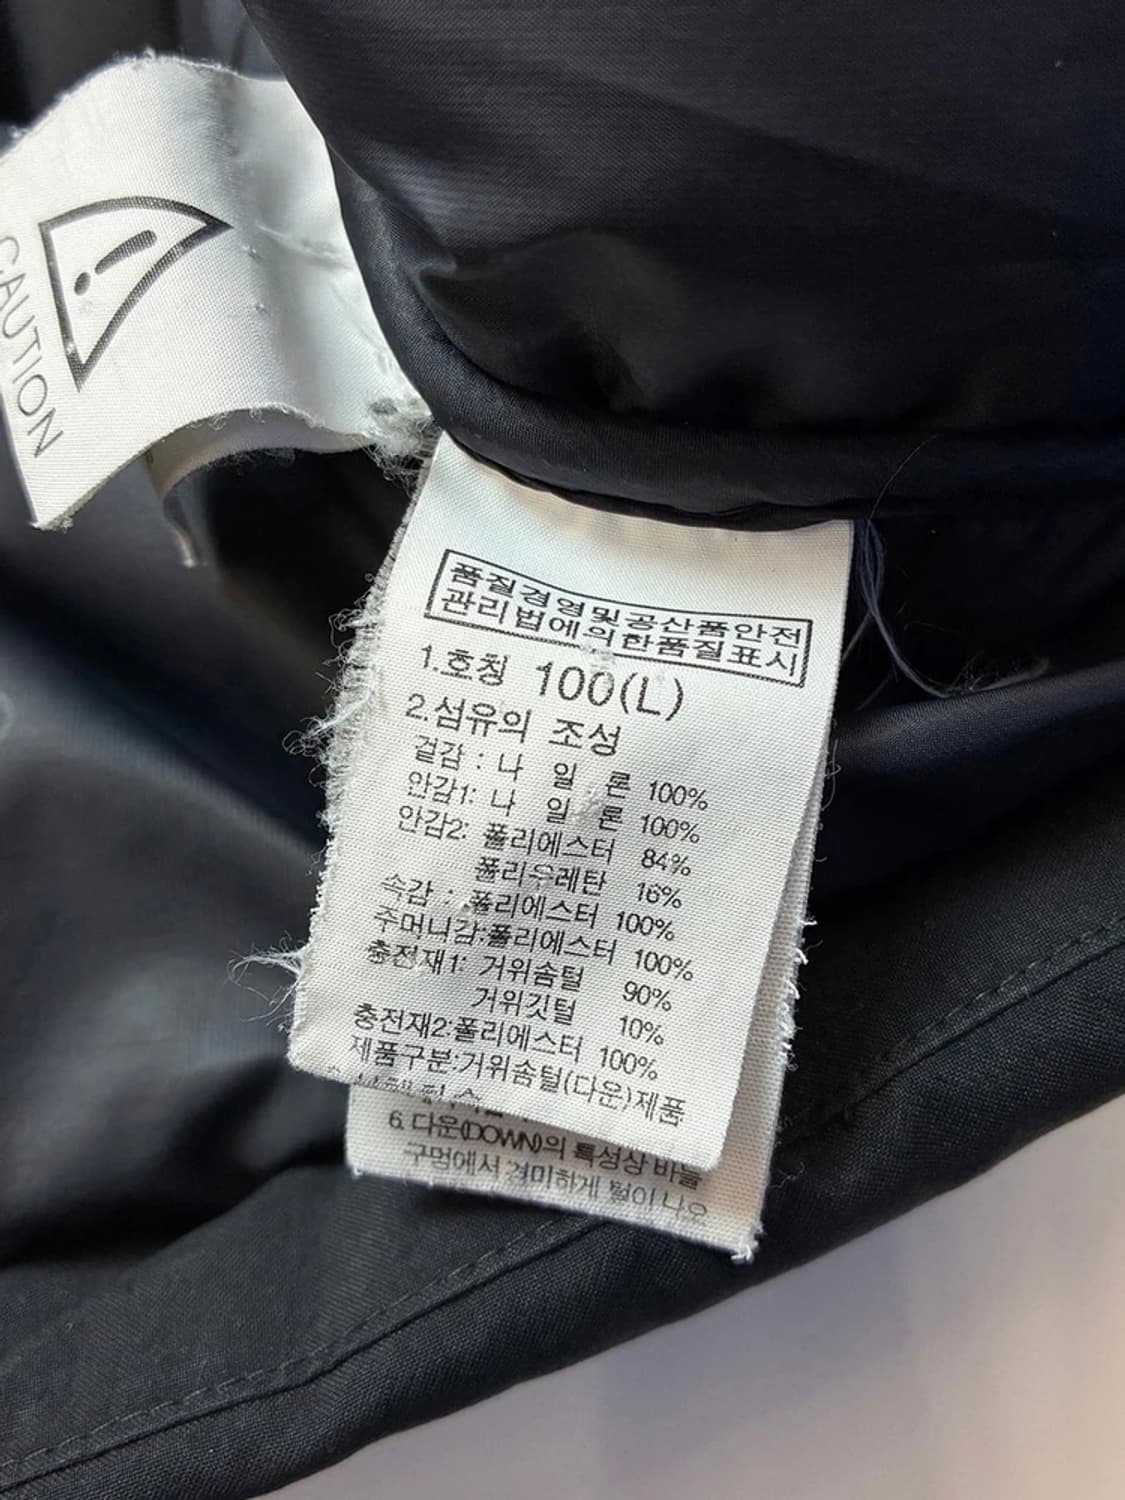 CAUTION
품질경영및공산품안전
관리법에의한품질표시
1.호칭 100(L)
2.섬유의 조성
겉감 : 나 일 론 100%
안감1: 나 일 론 100%
안감2: 폴리에스터 84%
폴리우레탄 16%
속감 : 폴리에스터 100%
주머니감:폴리에스터 100%
충전재1: 거위솜털 90%
거위깃털 10%
충전재2:폴리에스터 100%
제품구분:거위솜털(다운)제품
6. 다운(DOWN)의 특성상 바늘
구멍에서 경미하게 털이 나오